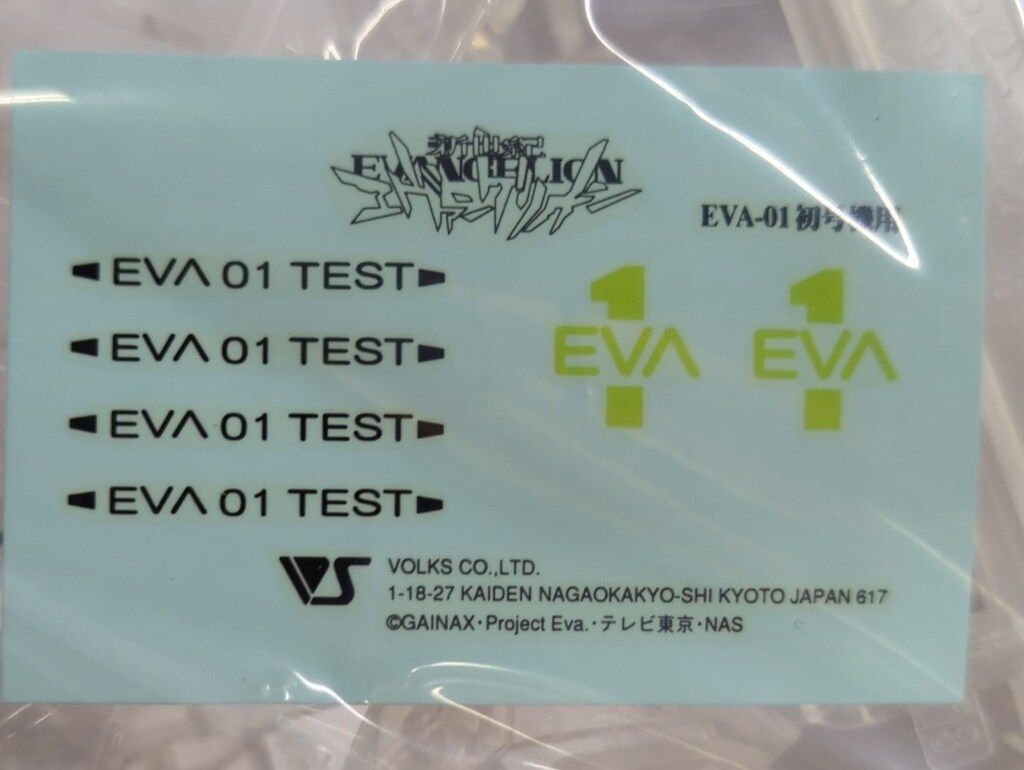 新世紀
EVANGELION
エヴァンゲリオン
EVA-01 初号機用
EVA 01 TEST
EVA 01 TEST
EVA 01 TEST
EVA 01 TEST
1
EVA
1
EVA
VS
VOLKS CO.,LTD.
1-18-27 KAIDEN NAGAOKAKYO-SHI KYOTO JAPAN 617
©GAINAX・Project Eva.・テレビ東京・NAS